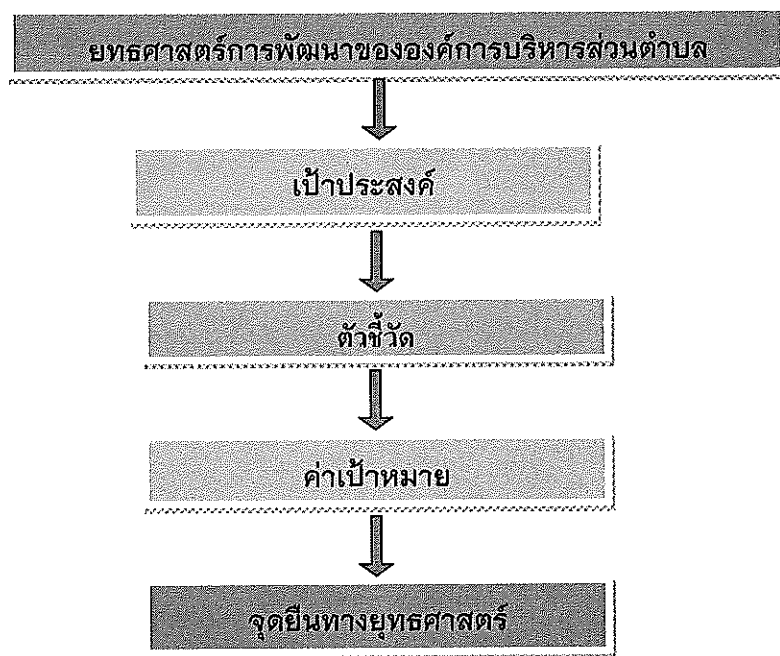 ยทธศาสตร์การพัฒนาขององค์การบริหารส่วนตำบล
เป้าประสงค์
ตัวชี้วัด
ค่าเป้าหมาย
จุดยืนทางยุทธศาสตร์